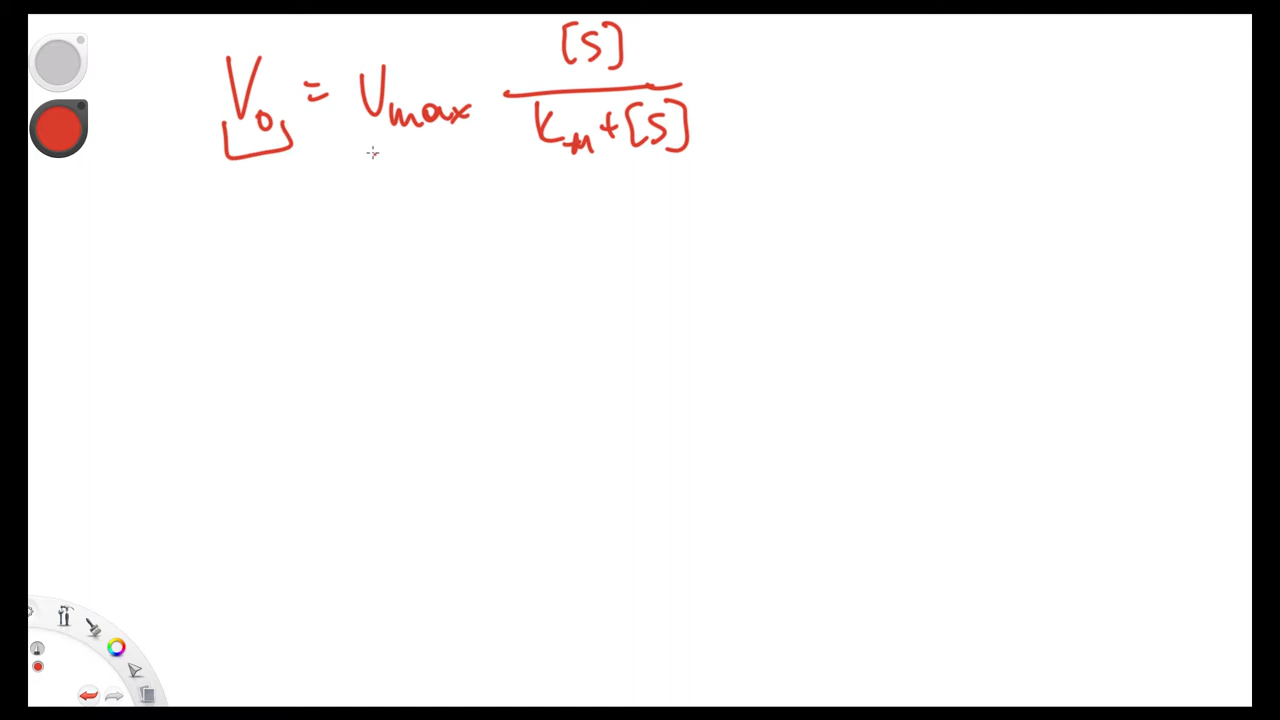 V₀ = Vmax [S] / (KM + [S])